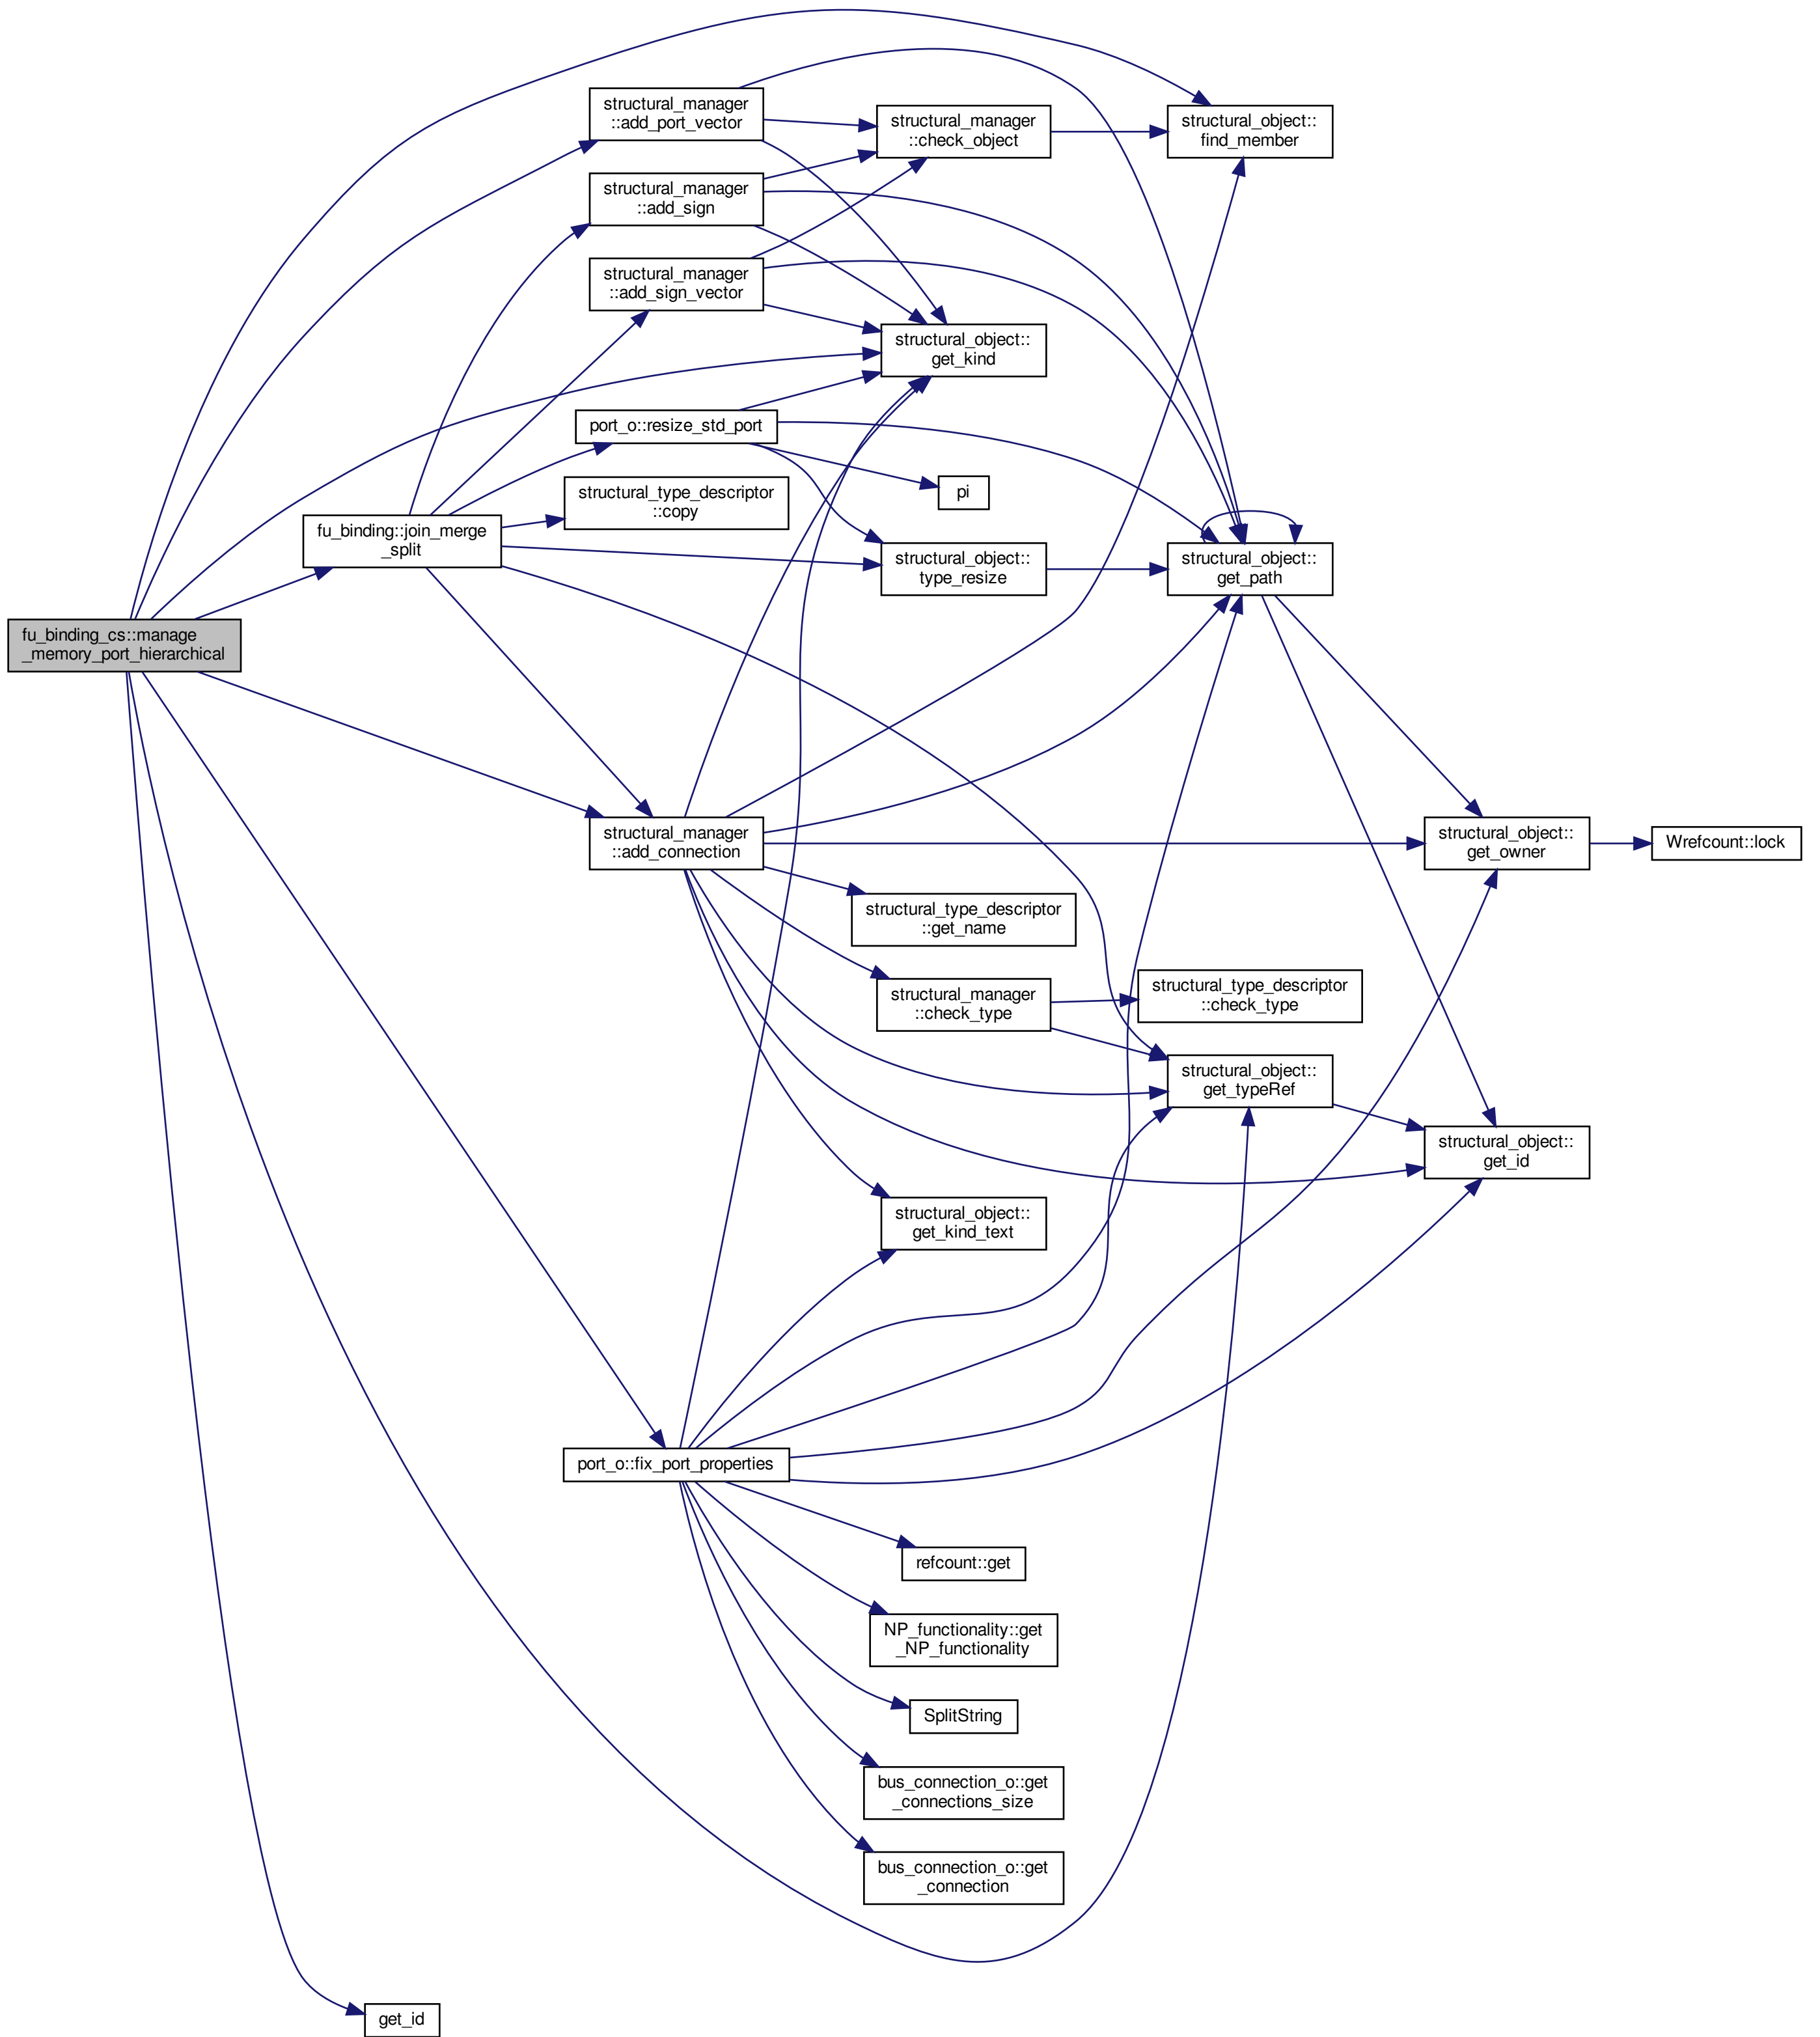 structural_manager
::add_port_vector
structural_manager
::check_object
structural_object::
find_member
structural_manager
::add_sign
structural_manager
::add_sign_vector
structural_object::
get_kind
port_o::resize_std_port
structural_type_descriptor
::copy
pi
fu_binding::join_merge
_split
structural_object::
type_resize
structural_object::
get_path
fu_binding_cs::manage
_memory_port_hierarchical
structural_manager
::add_connection
structural_object::
get_owner
Wrefcount::lock
structural_type_descriptor
::get_name
structural_manager
::check_type
structural_type_descriptor
::check_type
structural_object::
get_typeRef
structural_object::
get_id
structural_object::
get_kind_text
port_o::fix_port_properties
refcount::get
NP_functionality::get
_NP_functionality
SplitString
bus_connection_o::get
_connections_size
bus_connection_o::get
_connection
get_id